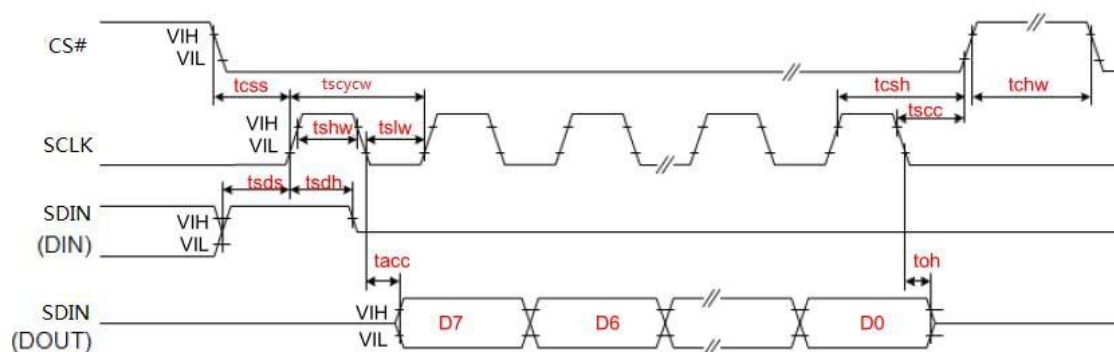 CS#
VIH
VIL
tcss
tscycw
tcsh
tchw
tscc
SCLK
VIH
VIL
tshw
tslw
tsds
tsdh
SDIN
(DIN)
VIH
VIL
tacc
toh
SDIN
(DOUT)
VIH
VIL
D7
D6
D0